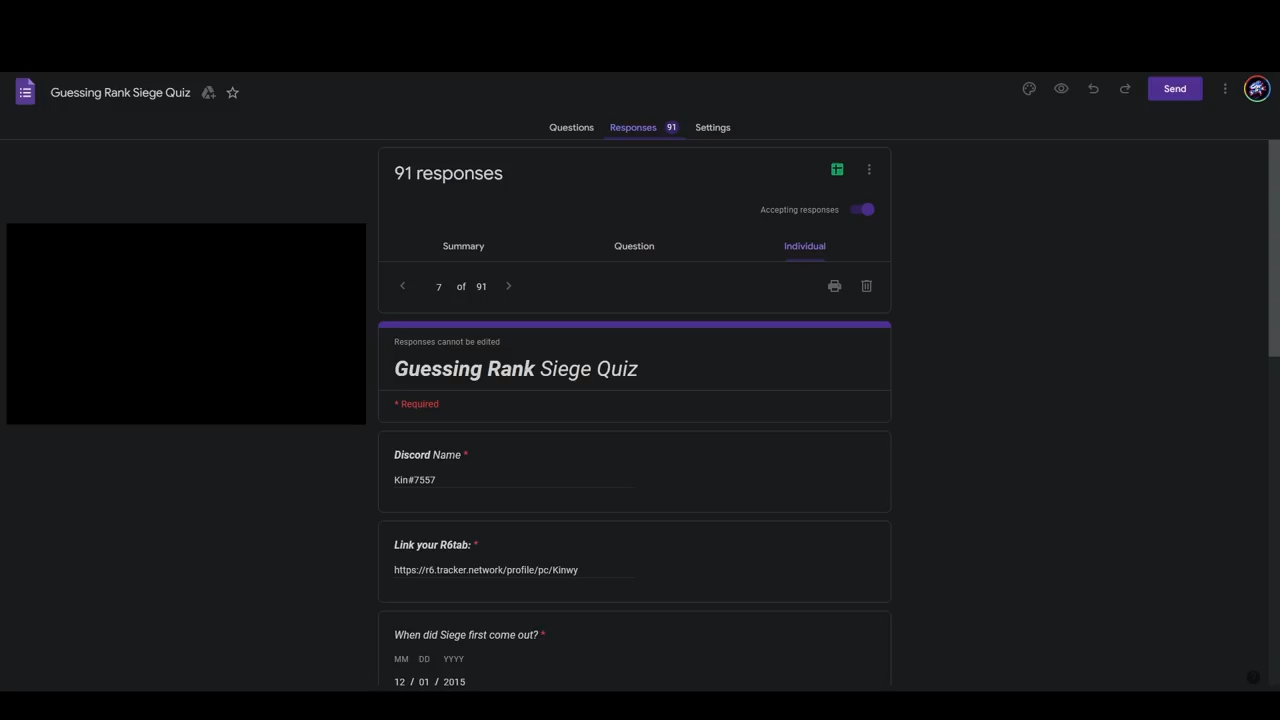 Guessing Rank Siege Quiz
Send
Questions Responses 91 Settings
91 responses
Accepting responses
Summary Question Individual
7 of 91
Responses cannot be edited
Guessing Rank Siege Quiz
* Required
Discord Name *
Kin#7557
Link your R6tab: *
https://r6.tracker.network/profile/pc/Kinwy
When did Siege first come out? *
MM DD YYYY
12 / 01 / 2015